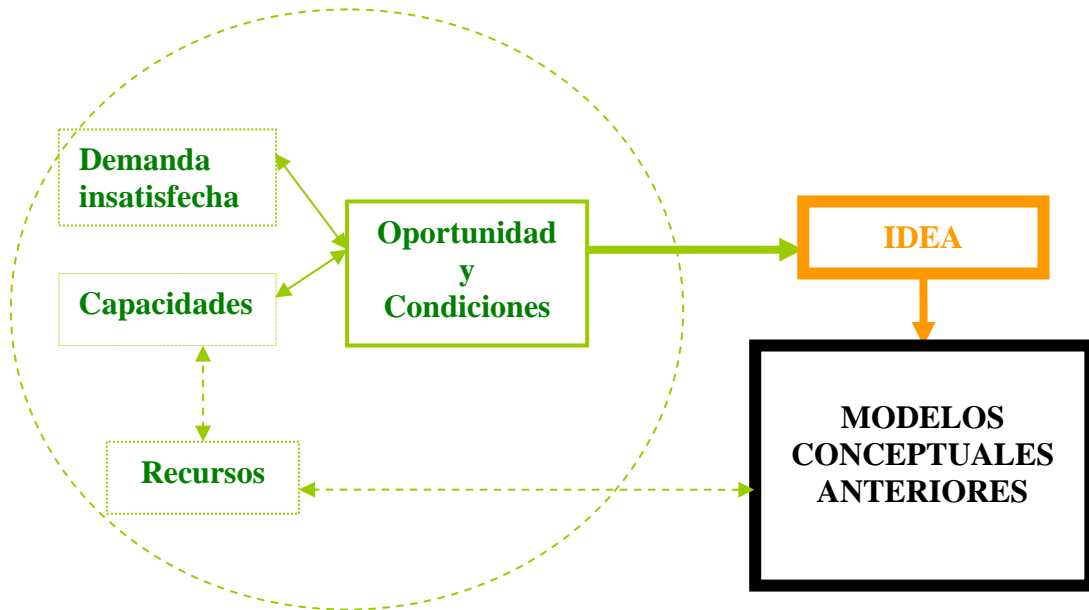 Demanda
insatisfecha
Oportunidad
y
Condiciones
IDEA
Capacidades
MODELOS
CONCEPTUALES
ANTERIORES
Recursos